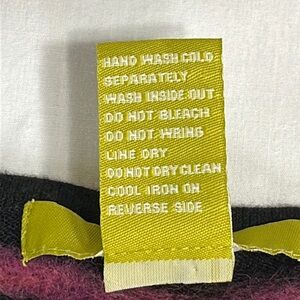 HAND WASH COLD
SEPARATELY
WASH INSIDE OUT
DO NOT BLEACH
DO NOT WRING
LINE DRY
DO NOT DRY CLEAN
COOL IRON ON
REVERSE SIDE